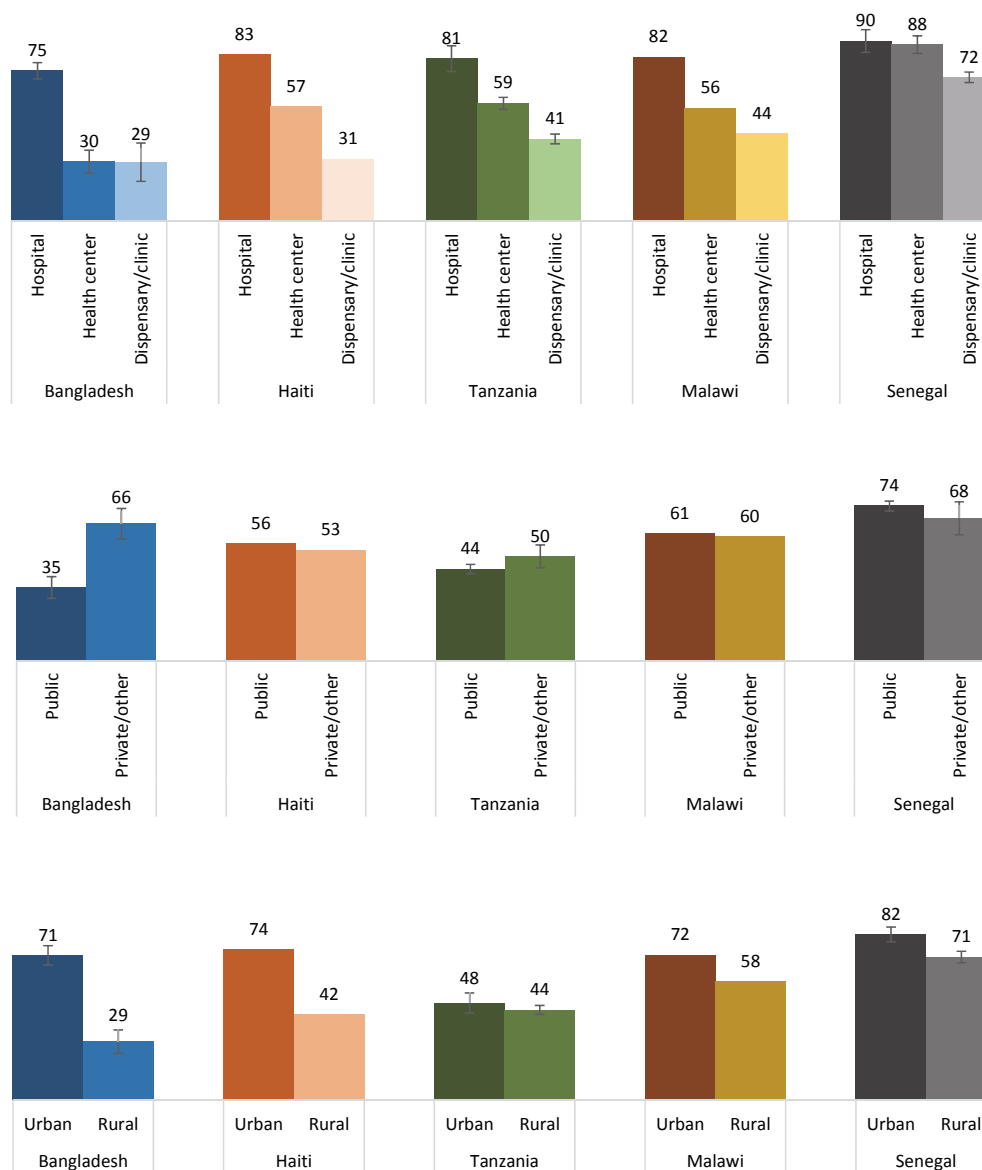 75 30 29 83 57 31 81 59 41 82 56 44 90 88 72
Hospital Health center Dispensary/clinic Hospital Health center Dispensary/clinic Hospital Health center Dispensary/clinic Hospital Health center Dispensary/clinic Hospital Health center Dispensary/clinic
Bangladesh Haiti Tanzania Malawi Senegal
35 66 56 53 44 50 61 60 74 68
Public Private/other Public Private/other Public Private/other Public Private/other Public Private/other
Bangladesh Haiti Tanzania Malawi Senegal
71 29 74 42 48 44 72 58 82 71
Urban Rural Urban Rural Urban Rural Urban Rural Urban Rural
Bangladesh Haiti Tanzania Malawi Senegal